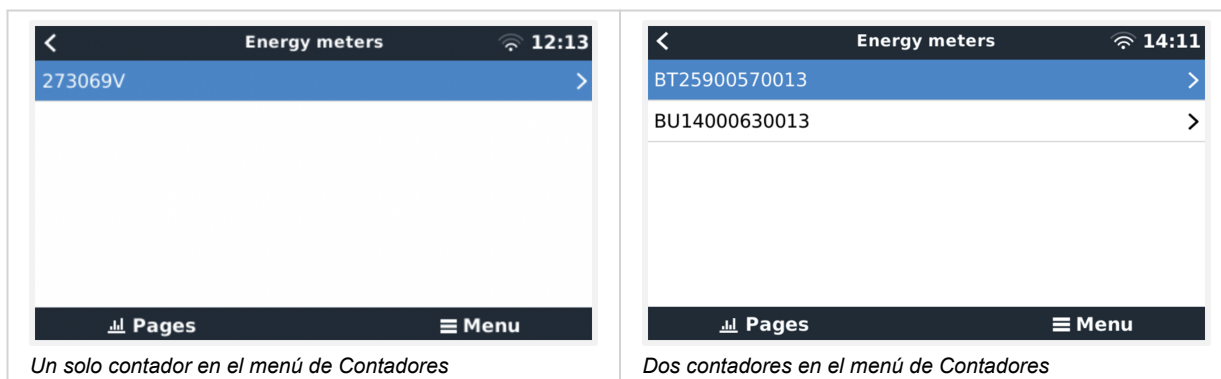 Energy meters 12:13
273069V
Pages Menu
Un solo contador en el menú de Contadores
Energy meters 14:11
BT25900570013
BU14000630013
Pages Menu
Dos contadores en el menú de Contadores